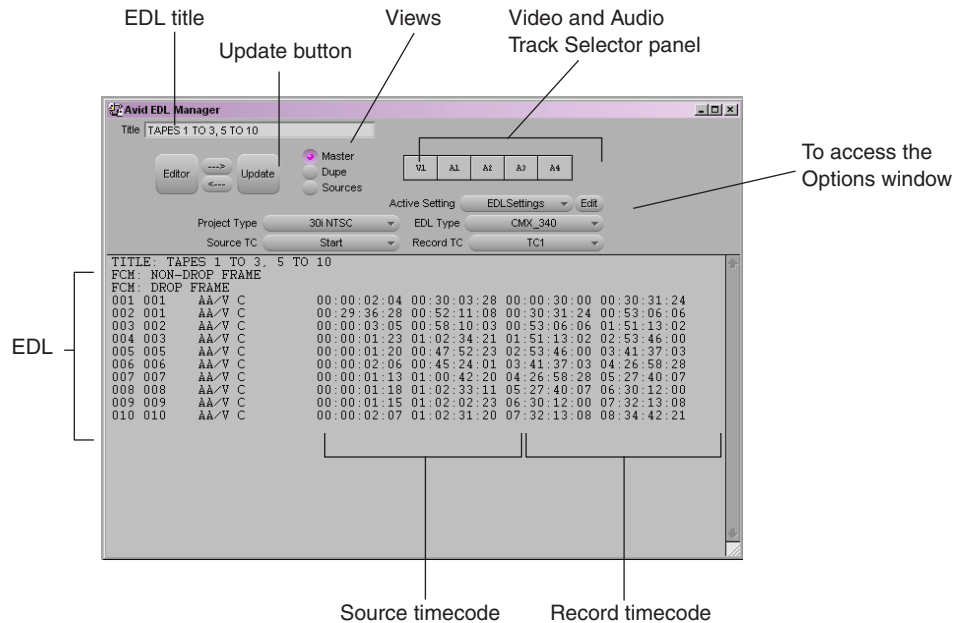 EDL title
Views
Video and Audio
Track Selector panel
Update button
Avid EDL Manager
Title TAPES 1 TO 3, 5 TO 10
Editor
--->
<---
Update
Master
Dupe
Sources
V1 A1 A2 A3 A4
To access the
Options window
Active Setting EDLSettings Edit
Project Type 30i NTSC EDL Type CMX_340
Source TC Start Record TC TC1
EDL
TITLE: TAPES 1 TO 3, 5 TO 10
FCM: NON-DROP FRAME
FCM: DROP FRAME
001 001 AA/V C 00:00:02:04 00:30:03:28 00:00:30:00 00:30:31:24
002 001 AA/V C 00:29:36:28 00:52:11:08 00:30:31:24 00:53:06:06
003 002 AA/V C 00:00:03:05 00:58:10:03 00:53:06:06 01:51:13:02
004 003 AA/V C 00:00:01:23 01:02:34:21 01:51:13:02 02:53:46:00
005 005 AA/V C 00:00:01:20 00:47:52:23 02:53:46:00 03:41:37:03
006 006 AA/V C 00:00:02:06 00:45:24:01 03:41:37:03 04:26:58:28
007 007 AA/V C 00:00:01:13 01:00:42:20 04:26:58:28 05:27:40:07
008 008 AA/V C 00:00:01:18 01:02:33:11 05:27:40:07 06:30:12:00
009 009 AA/V C 00:00:01:15 01:02:02:23 06:30:12:00 07:32:13:08
010 010 AA/V C 00:00:02:07 01:02:31:20 07:32:13:08 08:34:42:21
Source timecode
Record timecode